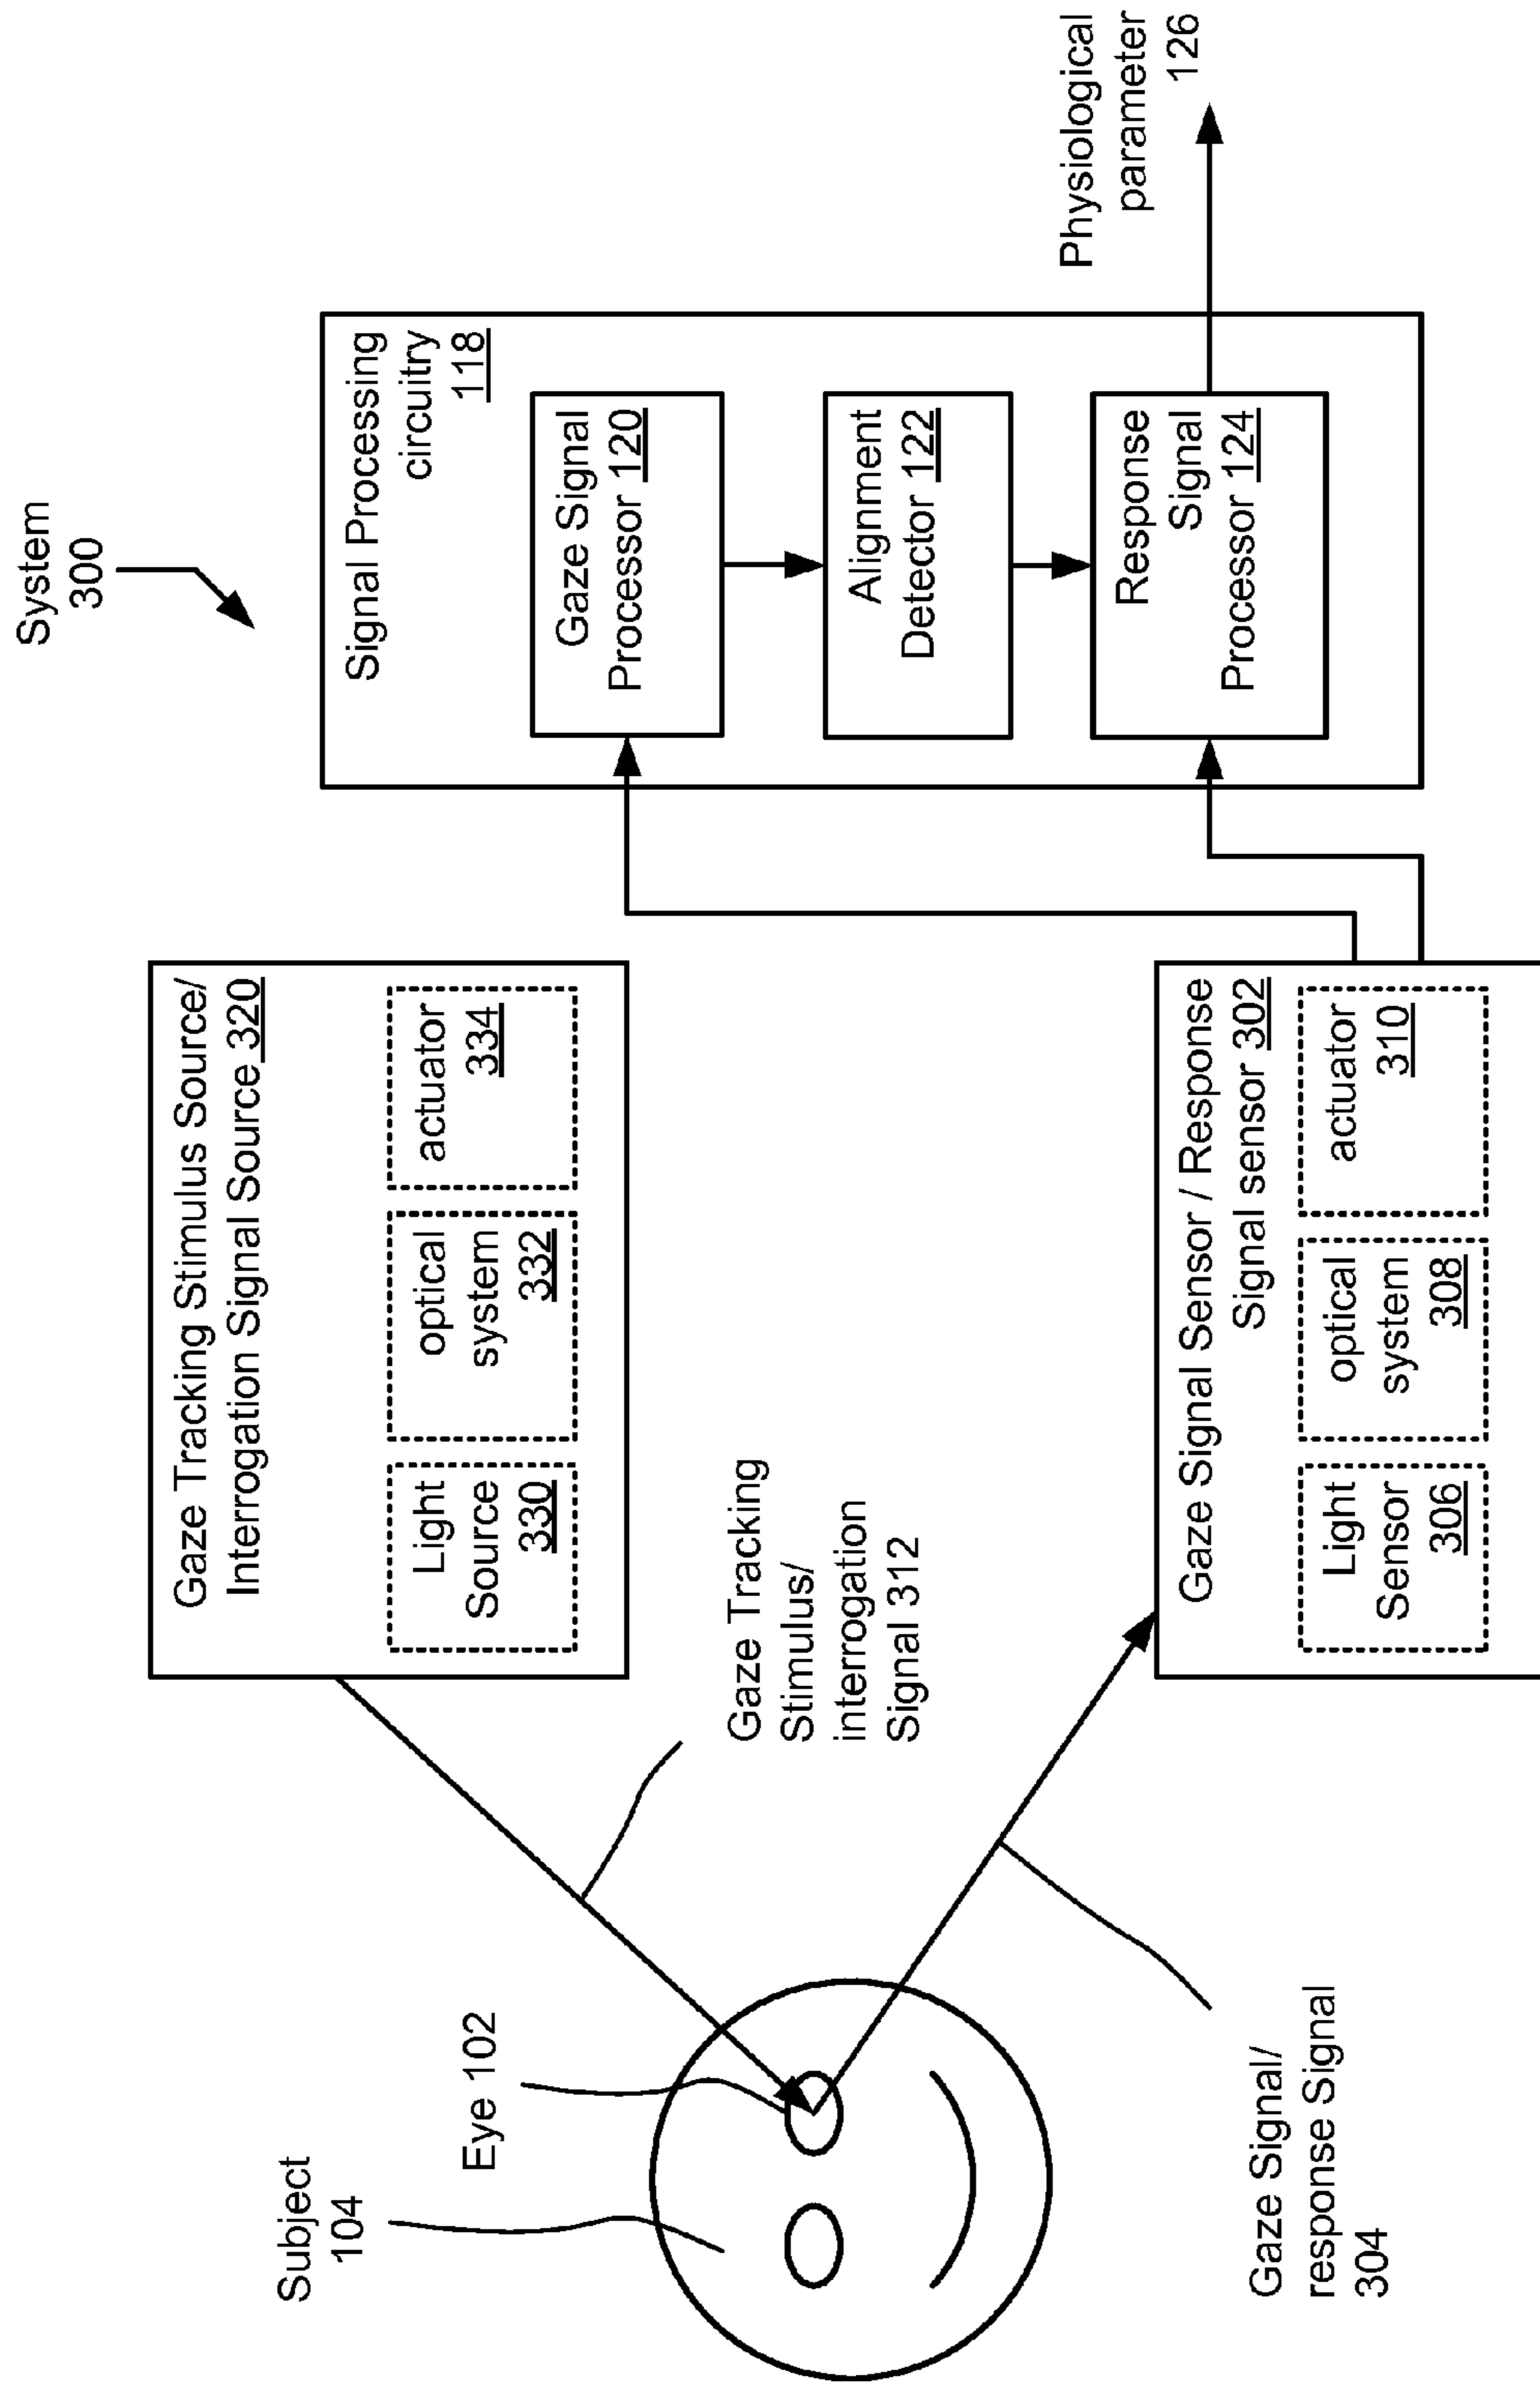 System
300
Gaze Tracking Stimulus Source/
Interrogation Signal Source 320
Light
Source
330
optical
system
332
actuator
334
Signal Processing
circuitry
118
Gaze Signal
Processor 120
Alignment
Detector 122
Response
Signal
Processor 124
Physiological
parameter
126
Subject
104
Eye 102
Gaze Tracking
Stimulus/
interrogation
Signal 312
Gaze Signal/
response Signal
304
Gaze Signal Sensor / Response
Signal sensor 302
Light
Sensor
306
optical
system
308
actuator
310